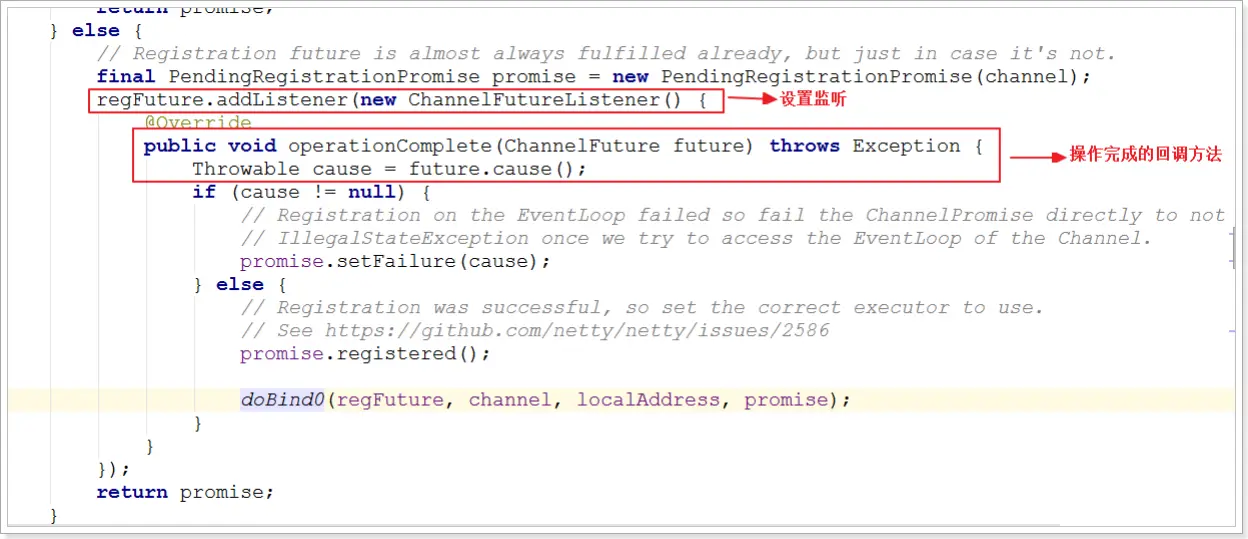 return promise;
} else {
// Registration future is almost always fulfilled already, but just in case it's not.
final PendingRegistrationPromise promise = new PendingRegistrationPromise(channel);
regFuture.addListener(new ChannelFutureListener() {
设置监听
@Override
public void operationComplete(ChannelFuture future) throws Exception {
操作完成的回调方法
Throwable cause = future.cause();
if (cause != null) {
// Registration on the EventLoop failed so fail the ChannelPromise directly to not
// IllegalStateException once we try to access the EventLoop of the Channel.
promise.setFailure(cause);
} else {
// Registration was successful, so set the correct executor to use.
// See https://github.com/netty/netty/issues/2586
promise.registered();
doBind0(regFuture, channel, localAddress, promise);
}
}
});
return promise;
}